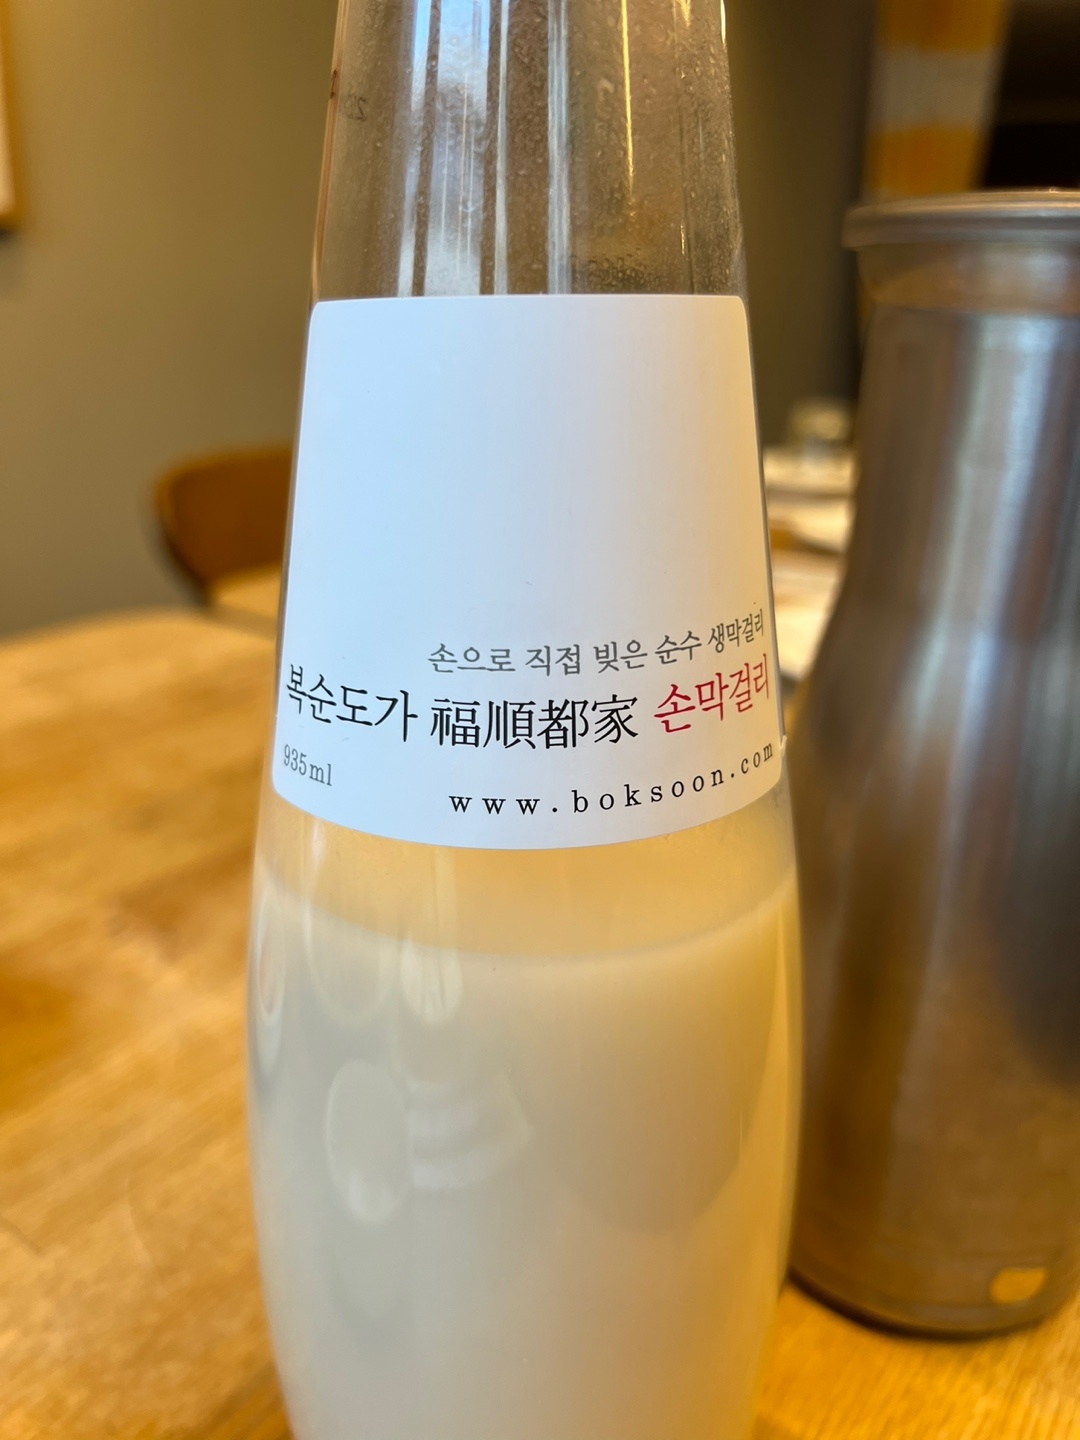 손으로 직접 빚은 순수 생막걸리
복순도가 福順都家 손막걸리
935ml
www.boksoon.com